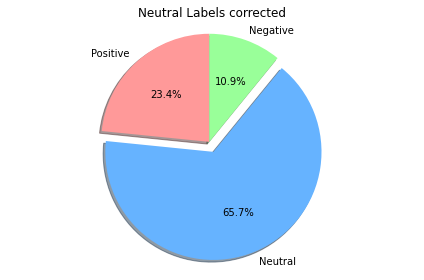 Neutral Labels corrected
Negative
Positive
10.9%
23.4%
65.7%
Neutral